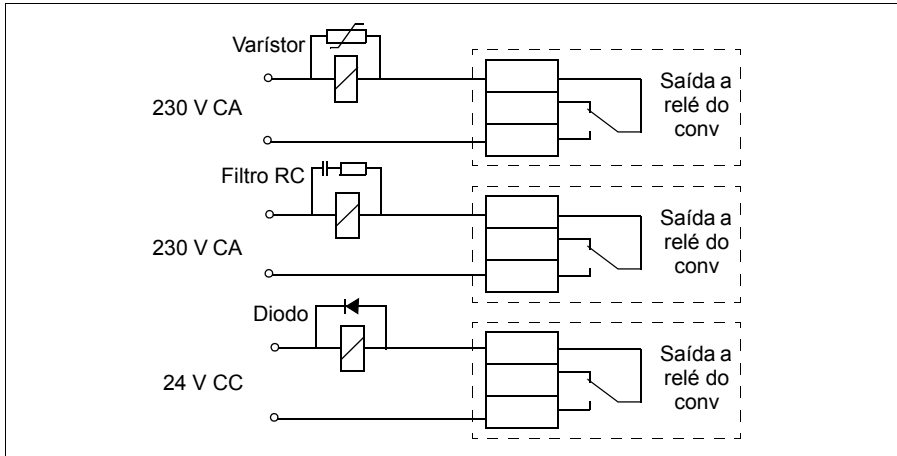 Varístor
230 V CA
Saída a
relé do
conv
Filtro RC
230 V CA
Saída a
relé do
conv
Diodo
24 V CC
Saída a
relé do
conv